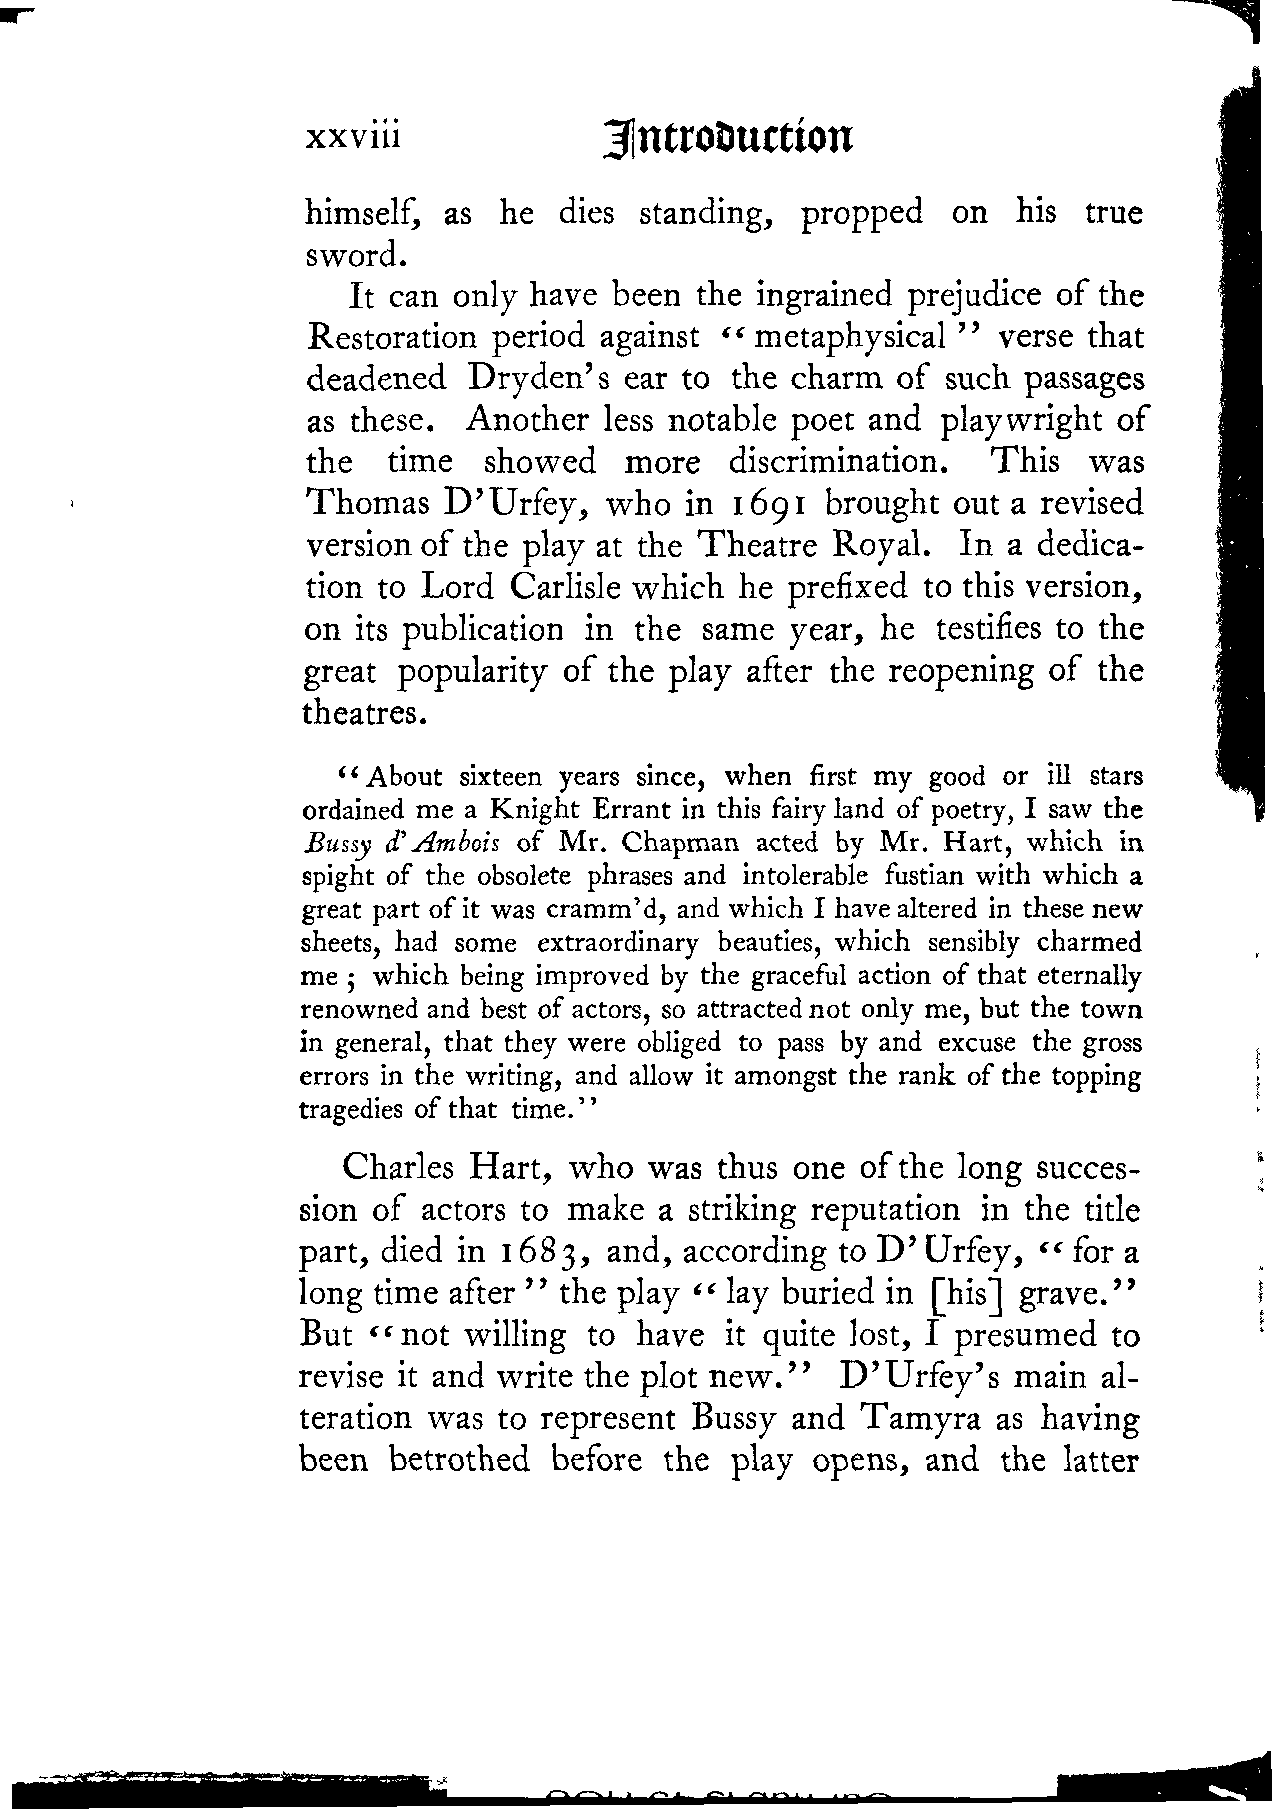 xxviii Introduction
himself, as he dies standing, propped on his true
sword.
It can only have been the ingrained prejudice of the
Restoration period against “ metaphysical ” verse that
deadened Dryden’s ear to the charm of such passages
as these. Another less notable poet and playwright of
the time showed more discrimination. This was
Thomas D’Urfey, who in 1691 brought out a revised
version of the play at the Theatre Royal. In a dedica-
tion to Lord Carlisle which he prefixed to this version,
on its publication in the same year, he testifies to the
great popularity of the play after the reopening of the
theatres.
“About sixteen years since, when first my good or ill stars
ordained me a Knight Errant in this fairy land of poetry, I saw the
Bussy d’Ambois of Mr. Chapman acted by Mr. Hart, which in
spight of the obsolete phrases and intolerable fustian with which a
great part of it was cramm’d, and which I have altered in these new
sheets, had some extraordinary beauties, which sensibly charmed
me ; which being improved by the graceful action of that eternally
renowned and best of actors, so attracted not only me, but the town
in general, that they were obliged to pass by and excuse the gross
errors in the writing, and allow it amongst the rank of the topping
tragedies of that time.”
Charles Hart, who was thus one of the long succes-
sion of actors to make a striking reputation in the title
part, died in 1683, and, according to D’Urfey, “ for a
long time after ” the play “ lay buried in [his] grave.”
But “not willing to have it quite lost, I presumed to
revise it and write the plot new.” D’Urfey’s main al-
teration was to represent Bussy and Tamyra as having
been betrothed before the play opens, and the latter